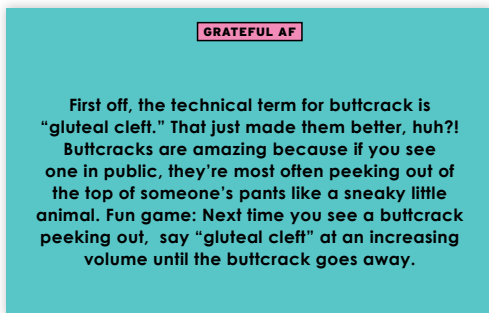 GRATEFUL AF
First off, the technical term for buttcrack is
“gluteal cleft.” That just made them better, huh?!
Buttcracks are amazing because if you see
one in public, they’re most often peeking out of
the top of someone’s pants like a sneaky little
animal. Fun game: Next time you see a buttcrack
peeking out, say “gluteal cleft” at an increasing
volume until the buttcrack goes away.